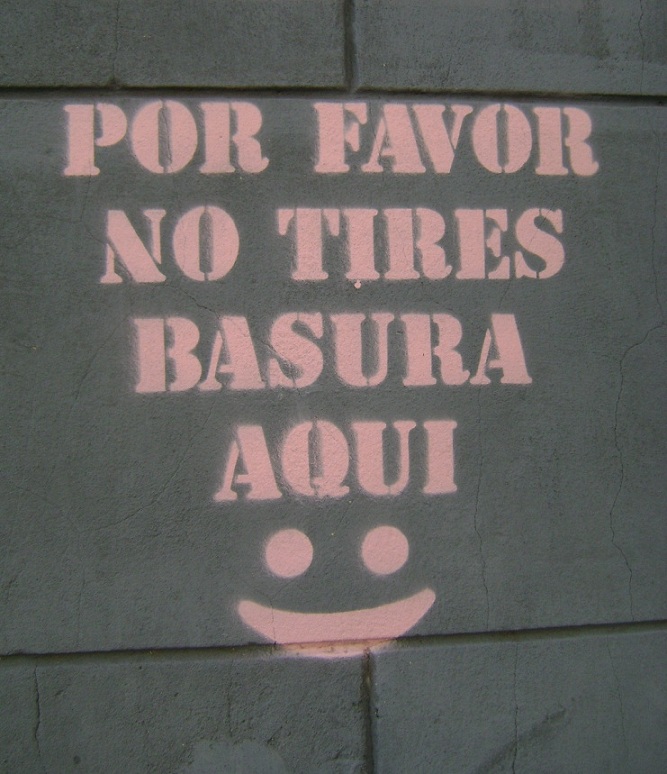 POR FAVOR
NO TIRES
BASURA
AQUI